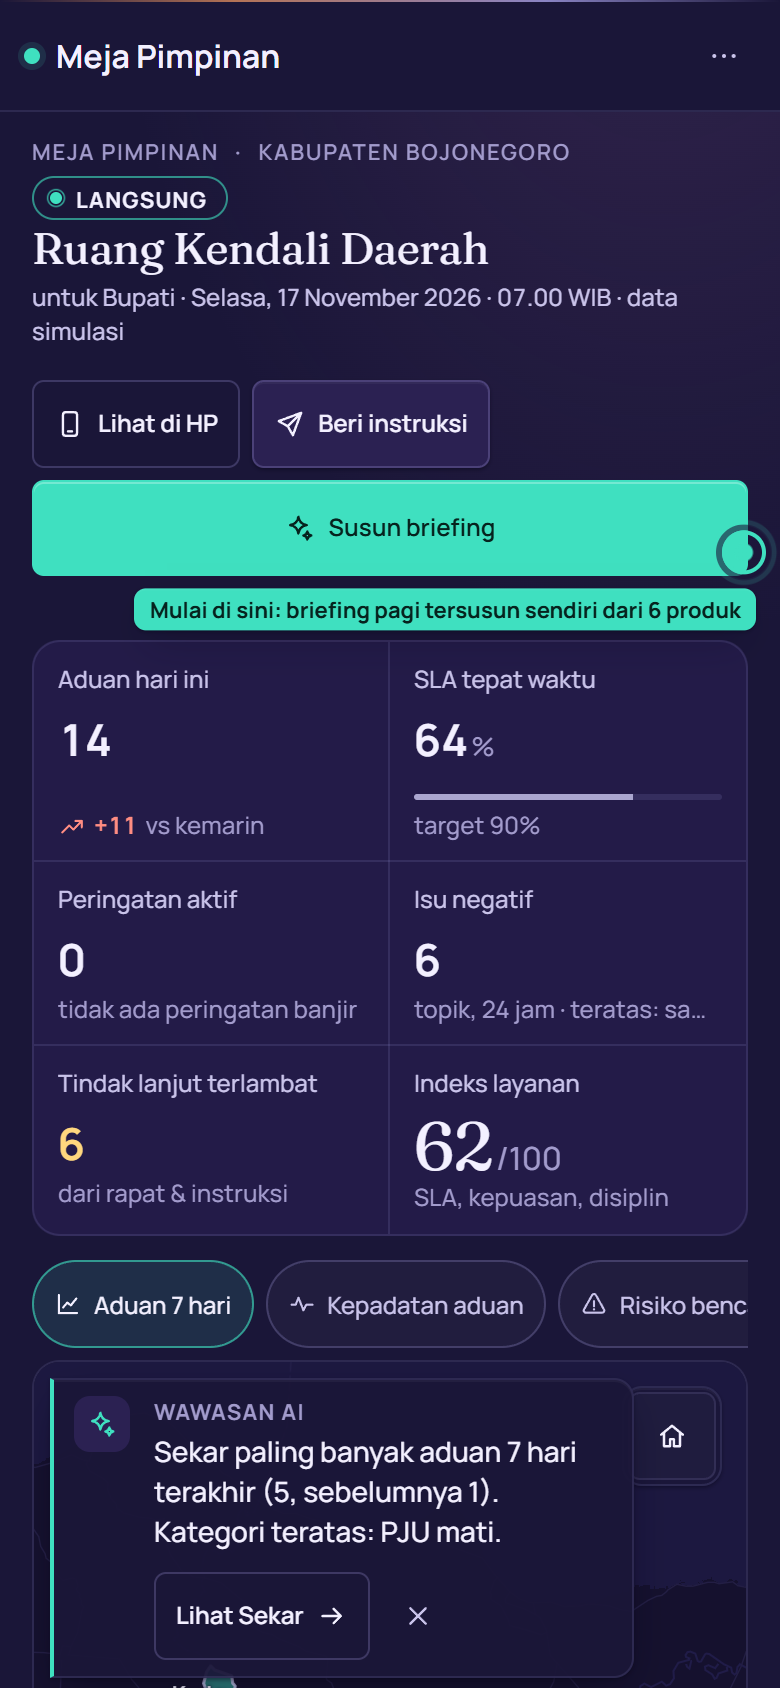 Meja Pimpinan
MEJA PIMPINAN · KABUPATEN BOJONEGORO
LANGSUNG
Ruang Kendali Daerah
untuk Bupati · Selasa, 17 November 2026 · 07.00 WIB · data
simulasi
Lihat di HP
Beri instruksi
Susun briefing
Mulai di sini: briefing pagi tersusun sendiri dari 6 produk
Aduan hari ini
14
+11 vs kemarin
SLA tepat waktu
64%
target 90%
Peringatan aktif
0
tidak ada peringatan banjir
Isu negatif
6
topik, 24 jam · teratas: sa...
Tindak lanjut terlambat
6
dari rapat & instruksi
Indeks layanan
62/100
SLA, kepuasan, disiplin
Aduan 7 hari
Kepadatan aduan
Risiko benc
WAWASAN AI
Sekar paling banyak aduan 7 hari
terakhir (5, sebelumnya 1).
Kategori teratas: PJU mati.
Lihat Sekar